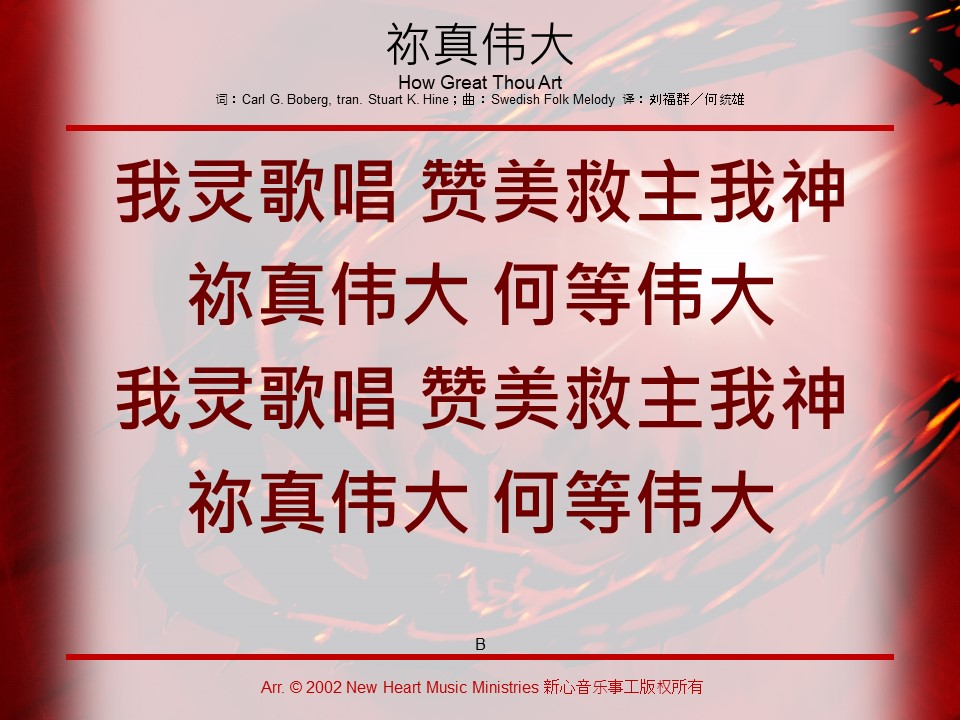 祢真伟大
How Great Thou Art
词：Carl G. Boberg, tran. Stuart K. Hine；曲：Swedish Folk Melody 译：刘福群／何统雄
我灵歌唱 赞美救主我神
祢真伟大 何等伟大
我灵歌唱 赞美救主我神
祢真伟大 何等伟大
B
Arr. © 2002 New Heart Music Ministries 新心音乐事工版权所有